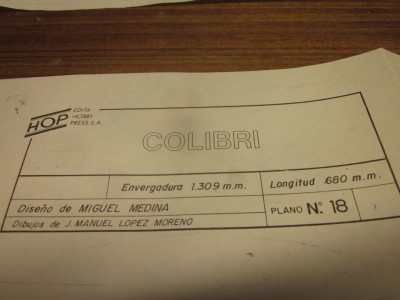 HOP
EDITA
HOBBY
PRESS S.A.
COLIBRI
Envergadura 1.309 m.m.
Longitud 680 m.m.
Diseño de MIGUEL MEDINA
Dibujos de J. MANUEL LOPEZ MORENO
PLANO Nº. 18